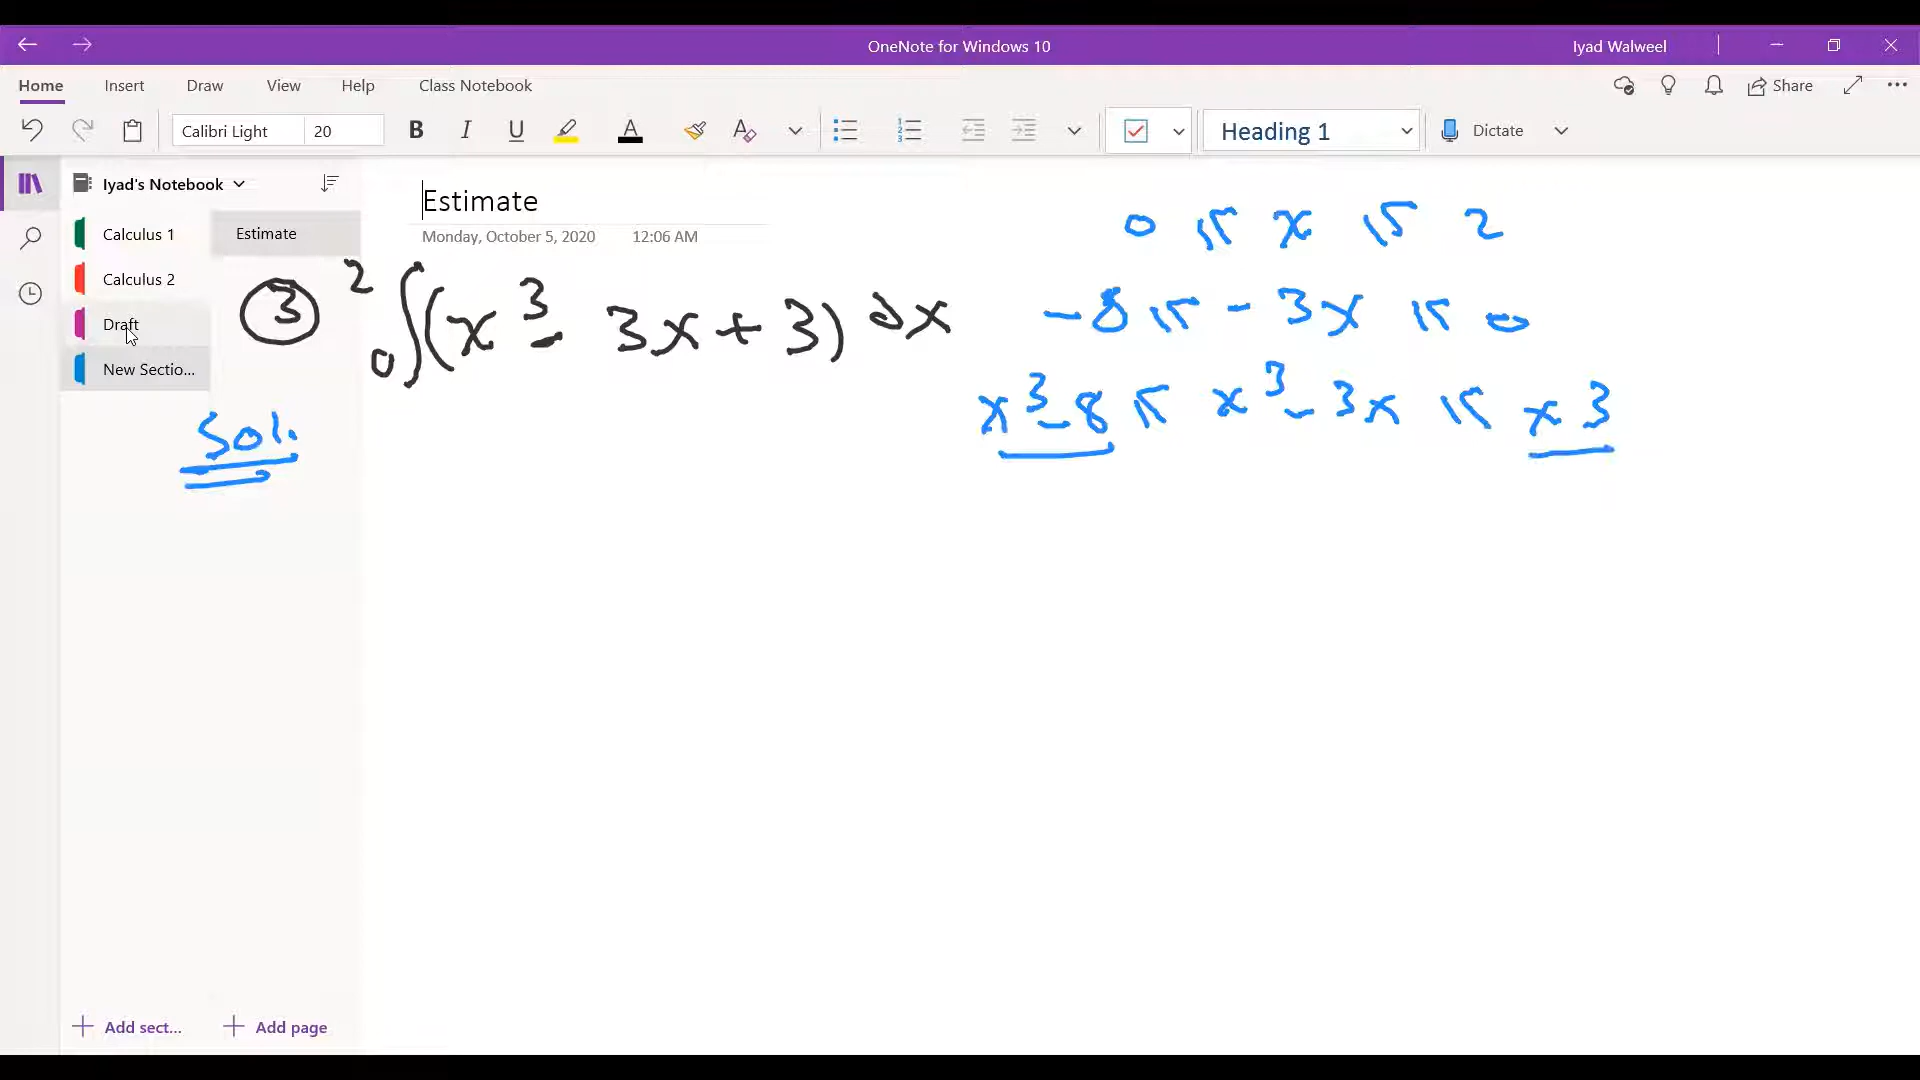 OneNote for Windows 10
Iyad Walweel
Home Insert Draw View Help Class Notebook
Share
Calibri Light 20 B I U A A Heading 1 Dictate
Iyad's Notebook
Calculus 1
Calculus 2
Draft
New Sectio...
Estimate
Estimate
Monday, October 5, 2020 12:06 AM
③ ∫₀² (x³ - 3x + 3) dx
Sol.
0 ≤ x ≤ 2
-8 ≤ -3x ≤ 0
x³-8 ≤ x³-3x ≤ x3
Add sect... Add page